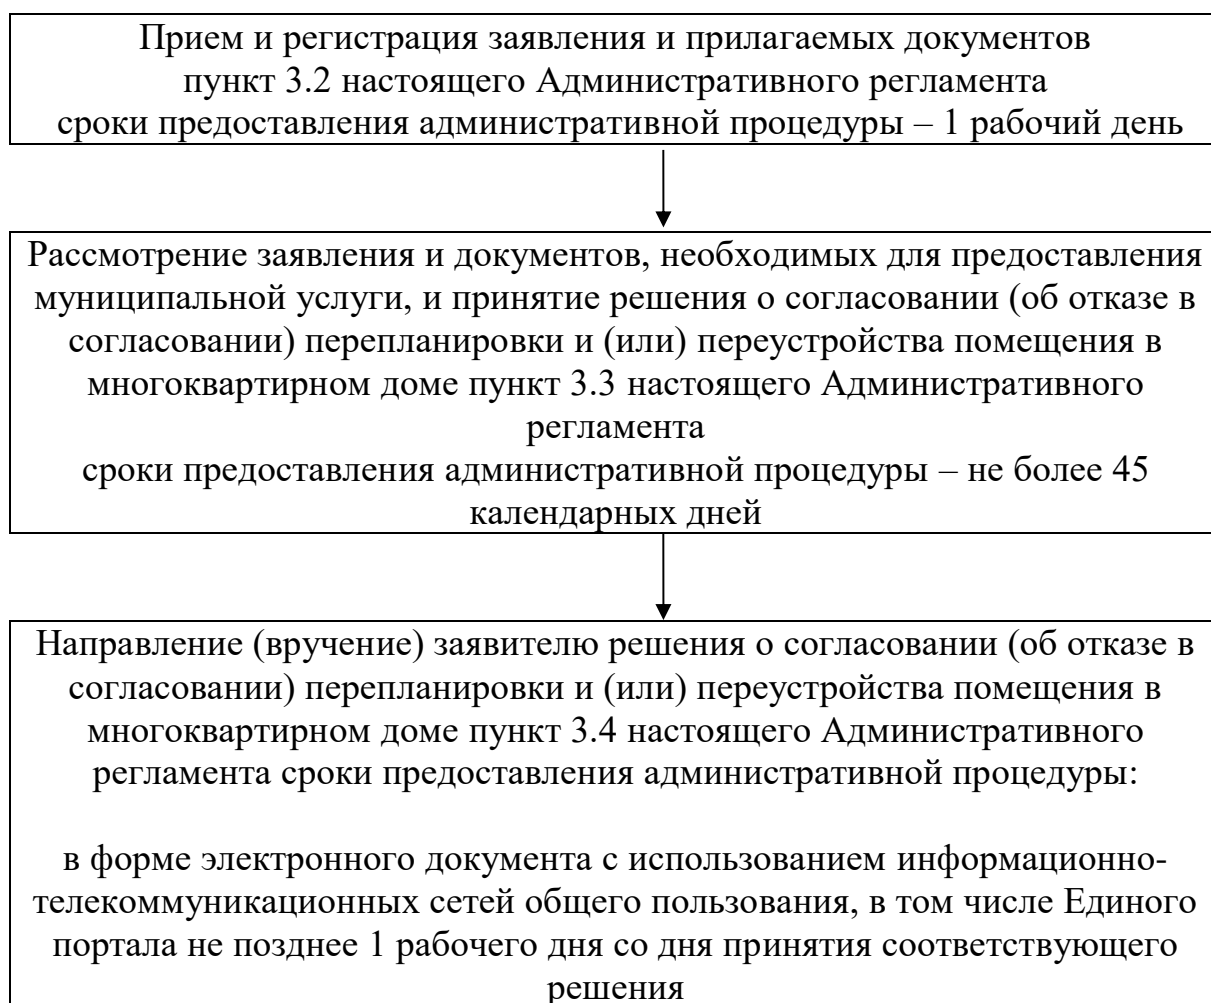 Прием и регистрация заявления и прилагаемых документов
пункт 3.2 настоящего Административного регламента
сроки предоставления административной процедуры – 1 рабочий день
Рассмотрение заявления и документов, необходимых для предоставления
муниципальной услуги, и принятие решения о согласовании (об отказе в
согласовании) перепланировки и (или) переустройства помещения в
многоквартирном доме пункт 3.3 настоящего Административного
регламента
сроки предоставления административной процедуры – не более 45
календарных дней
Направление (вручение) заявителю решения о согласовании (об отказе в
согласовании) перепланировки и (или) переустройства помещения в
многоквартирном доме пункт 3.4 настоящего Административного
регламента сроки предоставления административной процедуры:
в форме электронного документа с использованием информационно-
телекоммуникационных сетей общего пользования, в том числе Единого
портала не позднее 1 рабочего дня со дня принятия соответствующего
решения